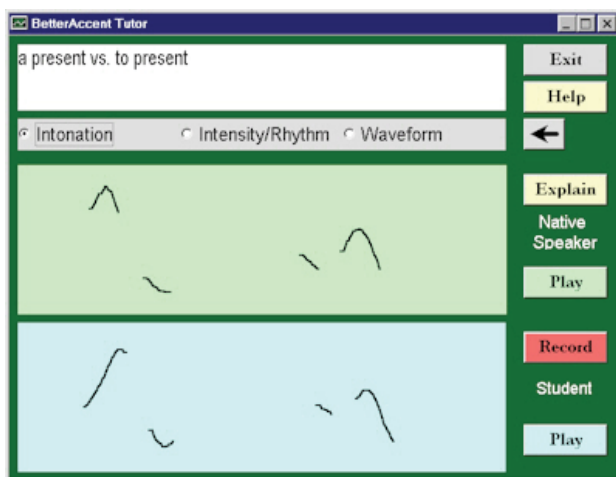 BetterAccent Tutor
a present vs. to present
Exit
Help
Intonation Intensity/Rhythm Waveform
Explain
Native
Speaker
Play
Record
Student
Play